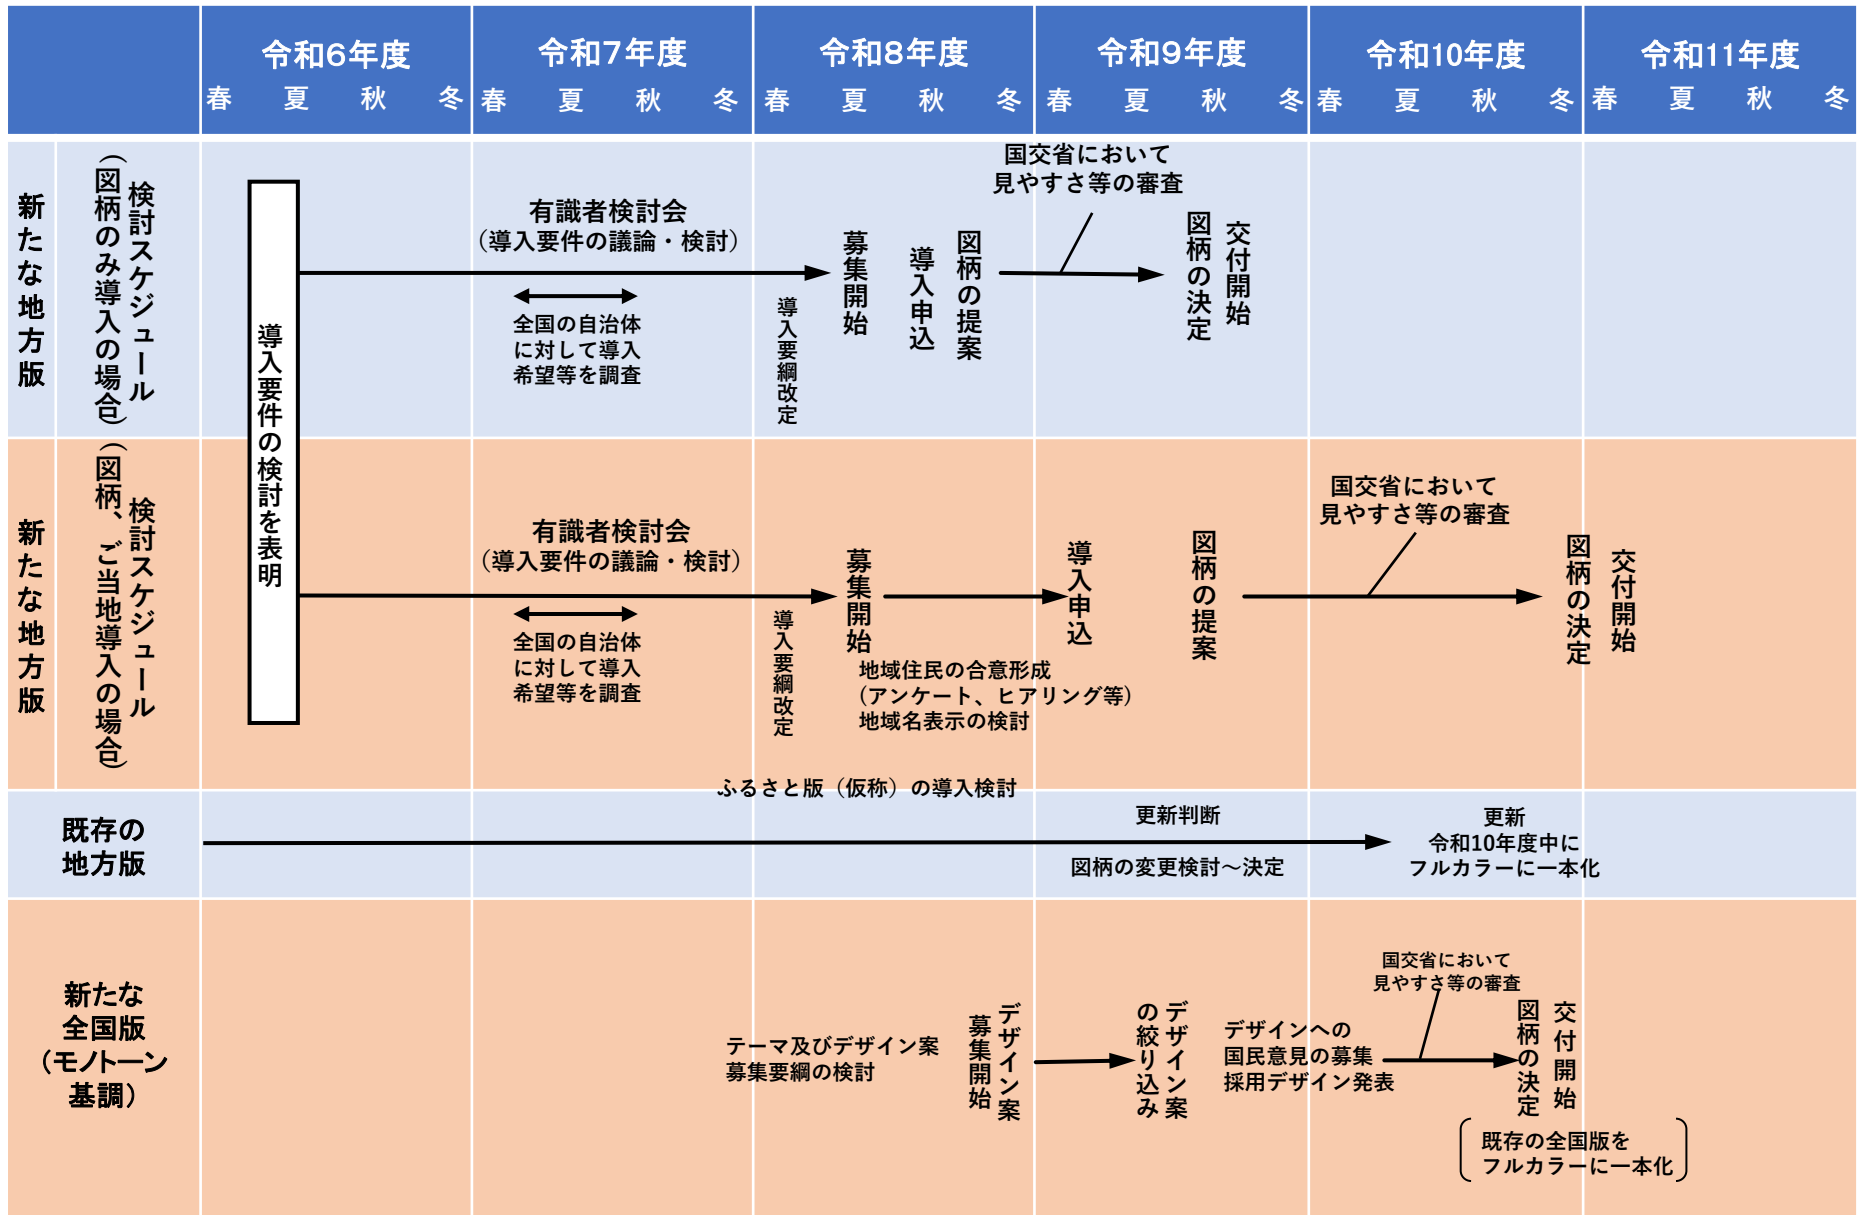 令和6年度
令和7年度
令和8年度
令和9年度
令和10年度
令和11年度
春 夏 秋 冬
春 夏 秋 冬
春 夏 秋 冬
春 夏 秋 冬
春 夏 秋 冬
春 夏 秋 冬
新たな地方版
検討スケジュール
（図柄のみ導入の場合）
導入要件の検討を表明
有識者検討会
（導入要件の議論・検討）
全国の自治体
に対して導入
希望等を調査
導入要綱改定
募集開始
導入申込
図柄の提案
国交省において
見やすさ等の審査
図柄の決定
交付開始
新たな地方版
検討スケジュール
（図柄、ご当地導入の場合）
有識者検討会
（導入要件の議論・検討）
全国の自治体
に対して導入
希望等を調査
導入要綱改定
募集開始
地域住民の合意形成
（アンケート、ヒアリング等）
地域名表示の検討
導入申込
図柄の提案
国交省において
見やすさ等の審査
図柄の決定
交付開始
ふるさと版（仮称）の導入検討
既存の
地方版
更新判断
図柄の変更検討～決定
更新
令和10年度中に
フルカラーに一本化
新たな
全国版
（モノトーン
基調）
テーマ及びデザイン案
募集要綱の検討
デザイン案
募集開始
デザイン案
の絞り込み
デザインへの
国民意見の募集
採用デザイン発表
国交省において
見やすさ等の審査
図柄の決定
交付開始
既存の全国版を
フルカラーに一本化